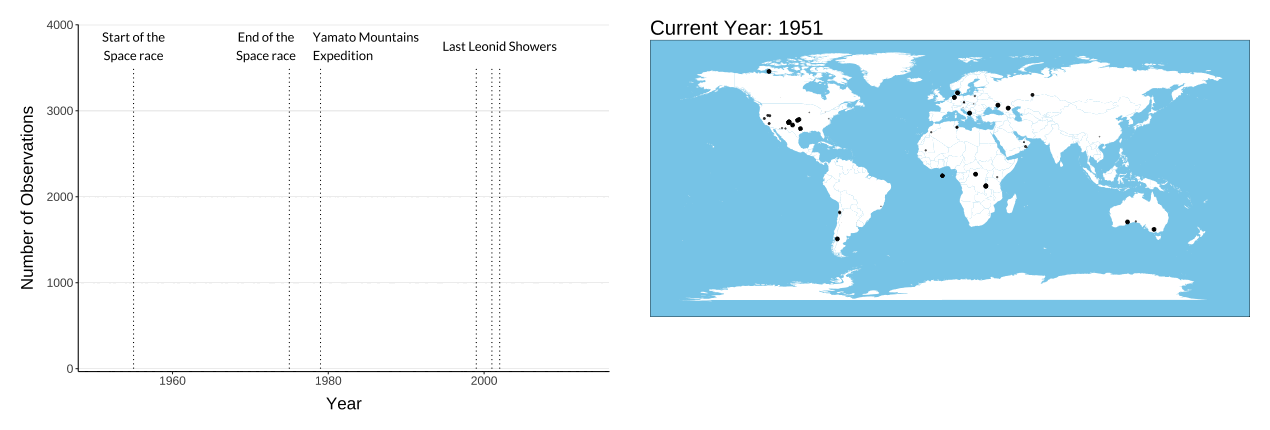 4000
3000
2000
1000
0
Number of Observations
Start of the
Space race
End of the
Space race
Yamato Mountains
Expedition
Last Leonid Showers
1960
1980
2000
Year
Current Year: 1951